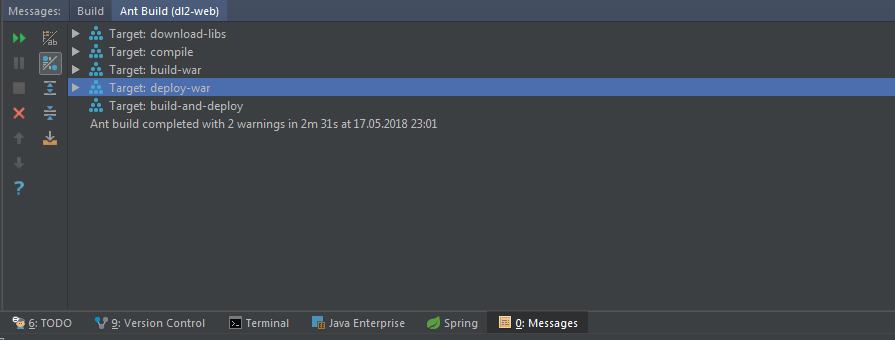 Messages: Build Ant Build (dl2-web)
Target: download-libs
Target: compile
Target: build-war
Target: deploy-war
Target: build-and-deploy
Ant build completed with 2 warnings in 2m 31s at 17.05.2018 23:01
6: TODO 9: Version Control Terminal Java Enterprise Spring 0: Messages